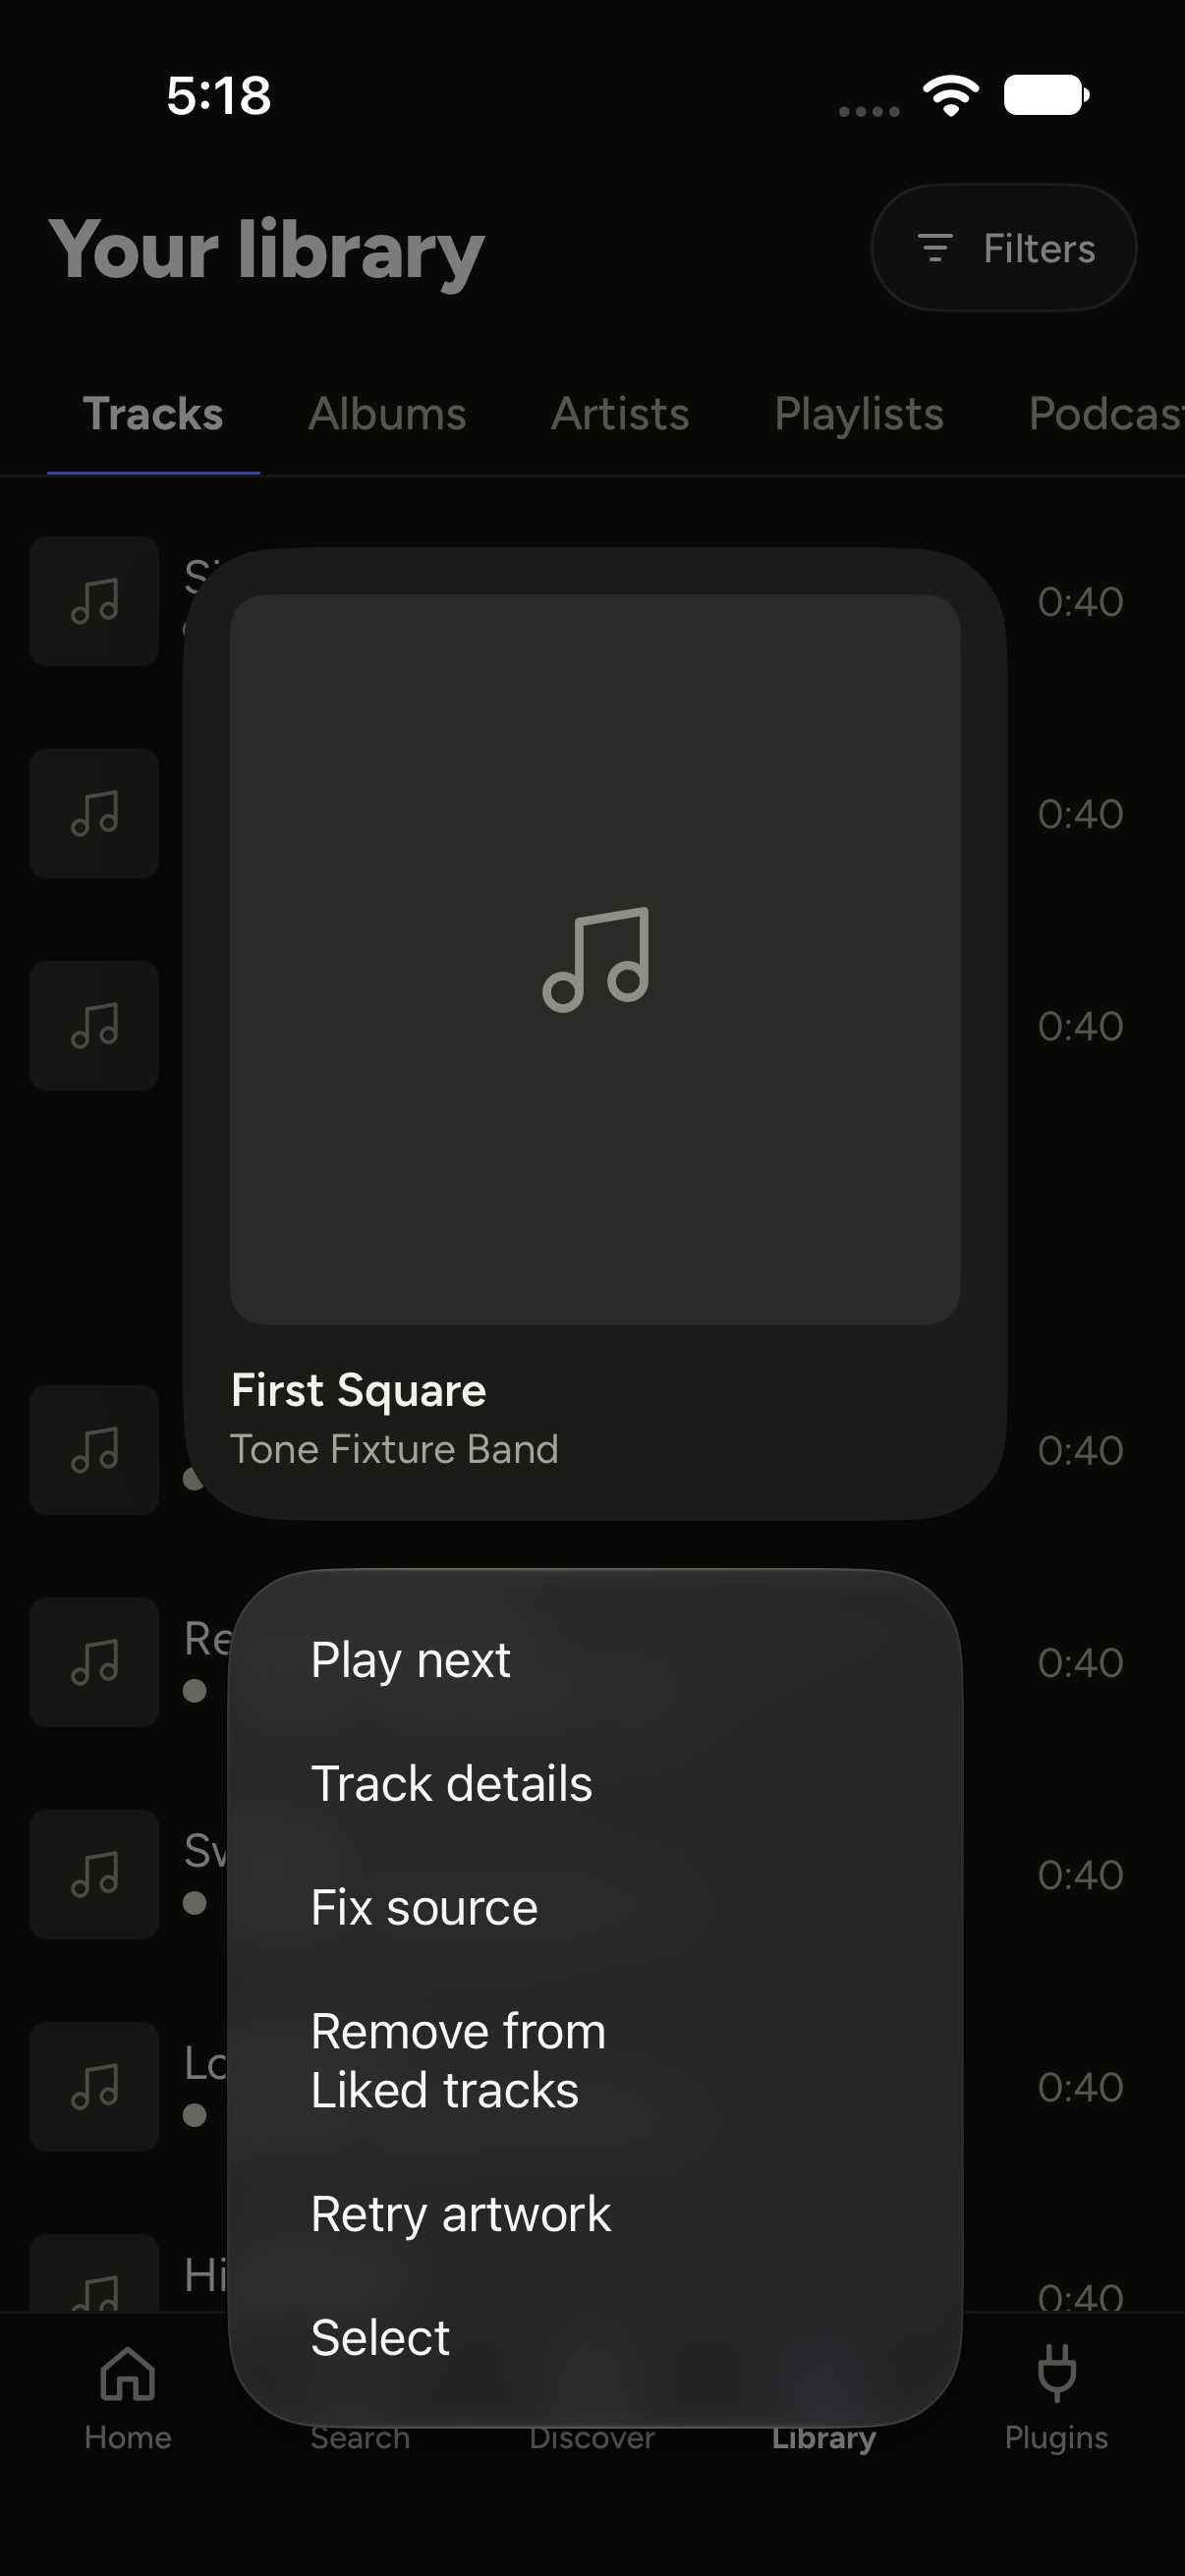 5:18
Your library
Filters
Tracks Albums Artists Playlists
0:40
0:40
0:40
First Square
Tone Fixture Band
0:40
Play next
0:40
Track details
Fix source
0:40
Remove from
Liked tracks
0:40
Retry artwork
0:40
Select
Home Search Discover Library Plugins